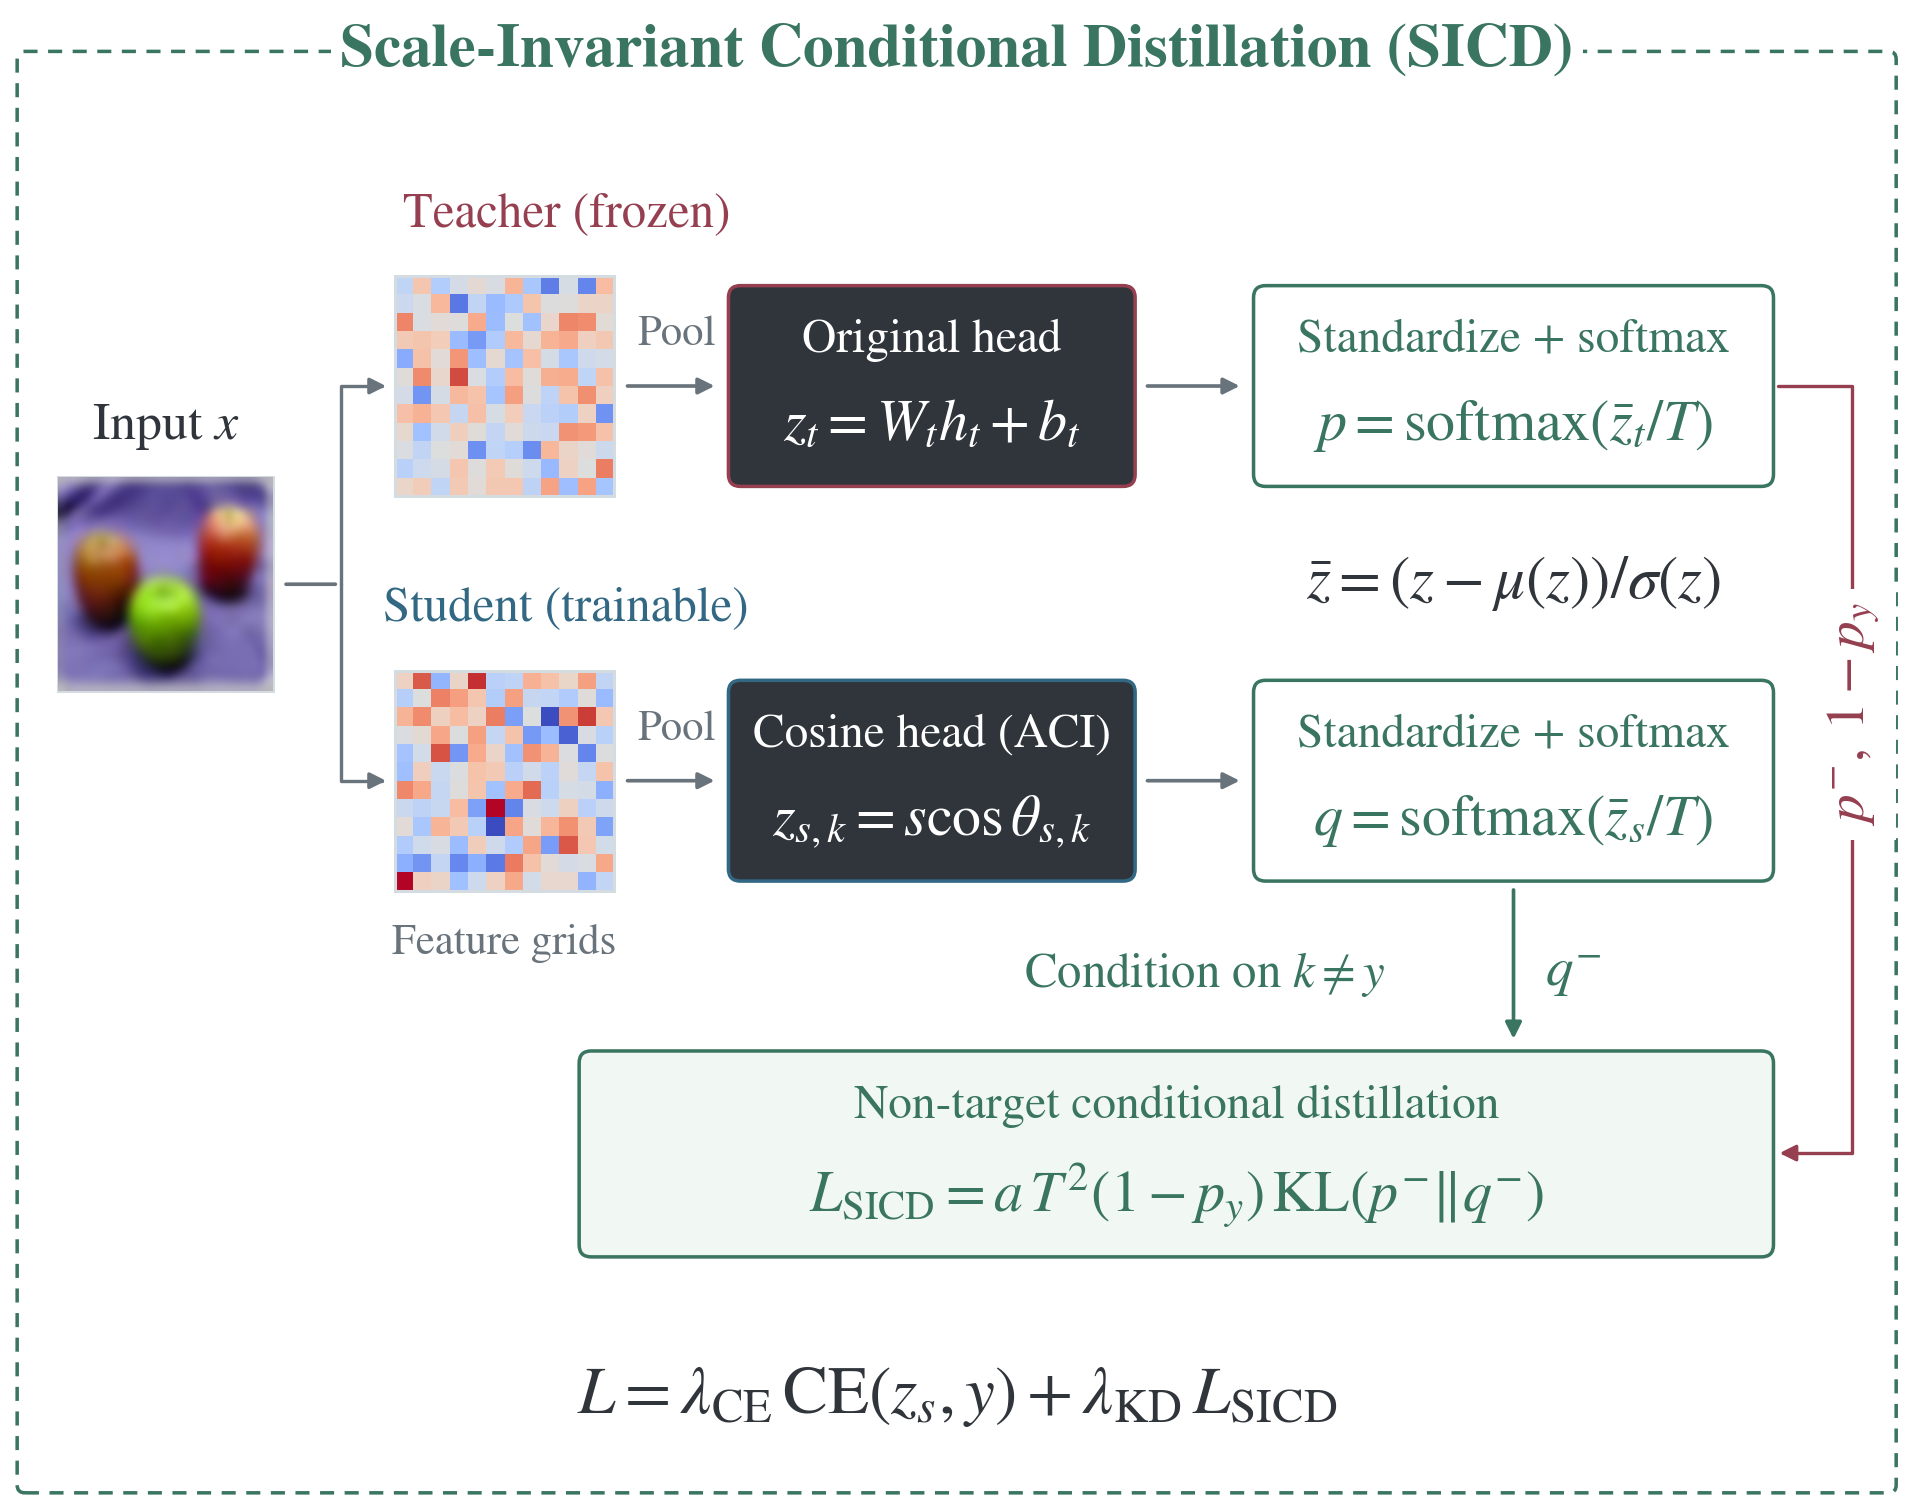 Scale-Invariant Conditional Distillation (SICD)
Teacher (frozen)
Input x
Pool
Original head
z_t = W_t h_t + b_t
Standardize + softmax
p = softmax(z̄_t/T)
z̄ = (z − μ(z))/σ(z)
Student (trainable)
Pool
Cosine head (ACI)
z_{s,k} = s cos θ_{s,k}
Standardize + softmax
q = softmax(z̄_s/T)
p⁻, 1 − p_y
Feature grids
Condition on k ≠ y
q⁻
Non-target conditional distillation
L_SICD = a T²(1 − p_y) KL(p⁻‖q⁻)
L = λ_CE CE(z_s, y) + λ_KD L_SICD